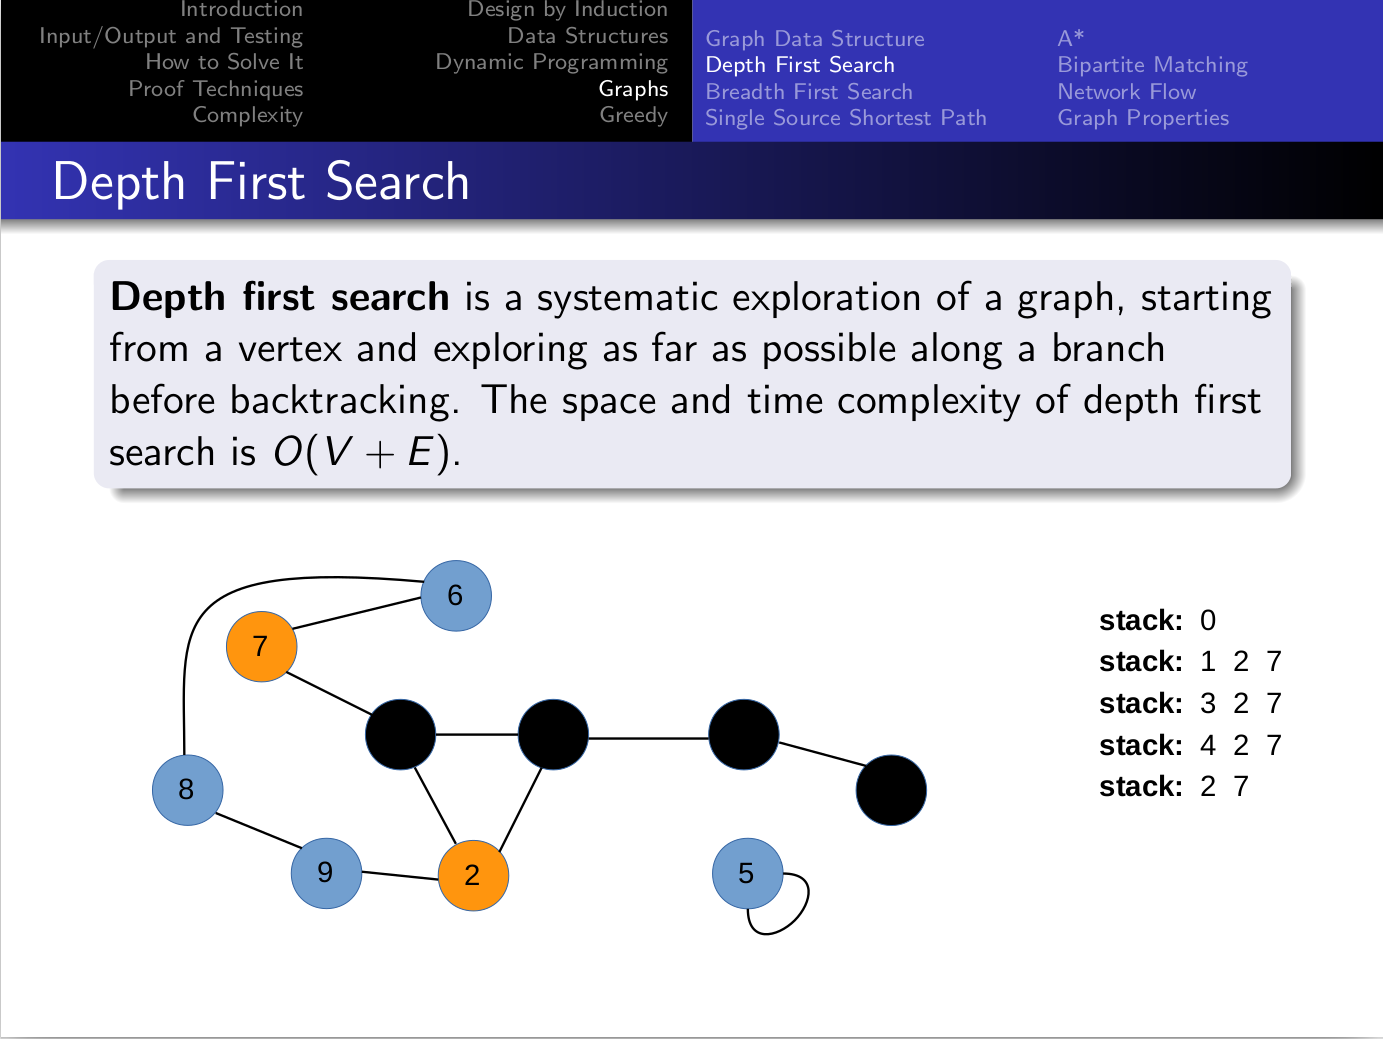 Introduction
Input/Output and Testing
How to Solve It
Proof Techniques
Complexity
Design by Induction
Data Structures
Dynamic Programming
Graphs
Greedy
Graph Data Structure
Depth First Search
Breadth First Search
Single Source Shortest Path
A*
Bipartite Matching
Network Flow
Graph Properties
Depth First Search
Depth first search is a systematic exploration of a graph, starting
from a vertex and exploring as far as possible along a branch
before backtracking. The space and time complexity of depth first
search is O(V + E).
6
7
8
9
2
5
stack: 0
stack: 1 2 7
stack: 3 2 7
stack: 4 2 7
stack: 2 7